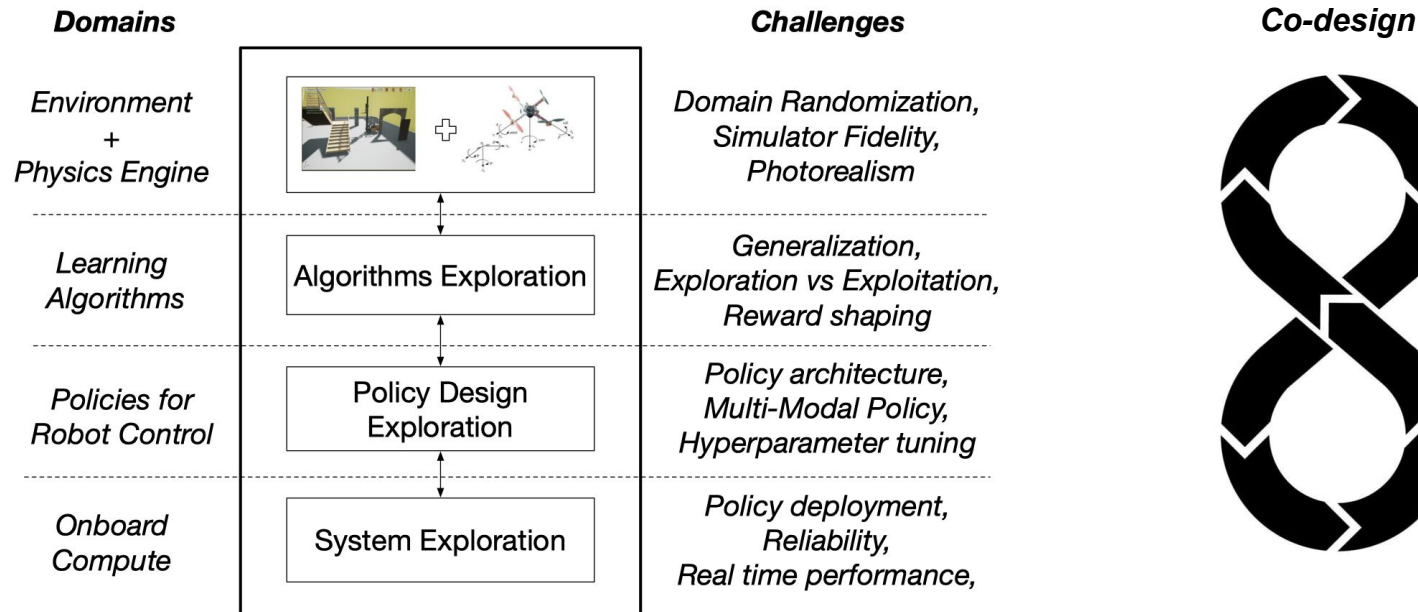 Domains
Challenges
Co-design
Environment
+
Physics Engine
Domain Randomization,
Simulator Fidelity,
Photorealism
Learning
Algorithms
Algorithms Exploration
Generalization,
Exploration vs Exploitation,
Reward shaping
Policies for
Robot Control
Policy Design
Exploration
Policy architecture,
Multi-Modal Policy,
Hyperparameter tuning
Onboard
Compute
System Exploration
Policy deployment,
Reliability,
Real time performance,